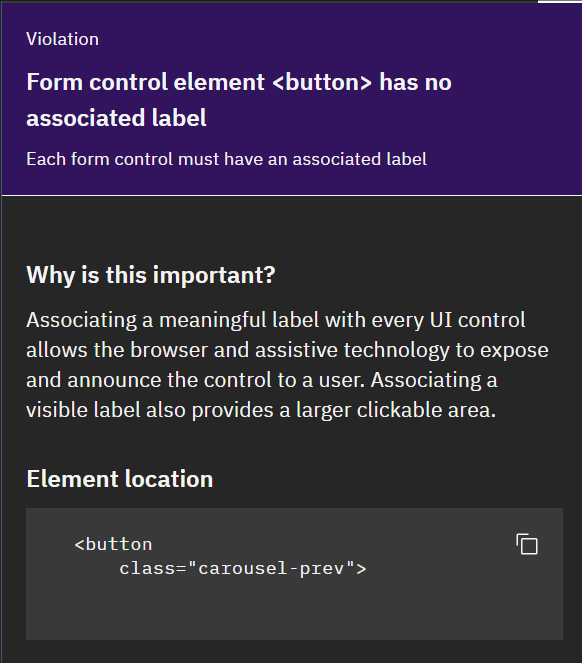 Violation
Form control element <button> has no
associated label
Each form control must have an associated label
Why is this important?
Associating a meaningful label with every UI control
allows the browser and assistive technology to expose
and announce the control to a user. Associating a
visible label also provides a larger clickable area.
Element location
<button
class="carousel-prev">